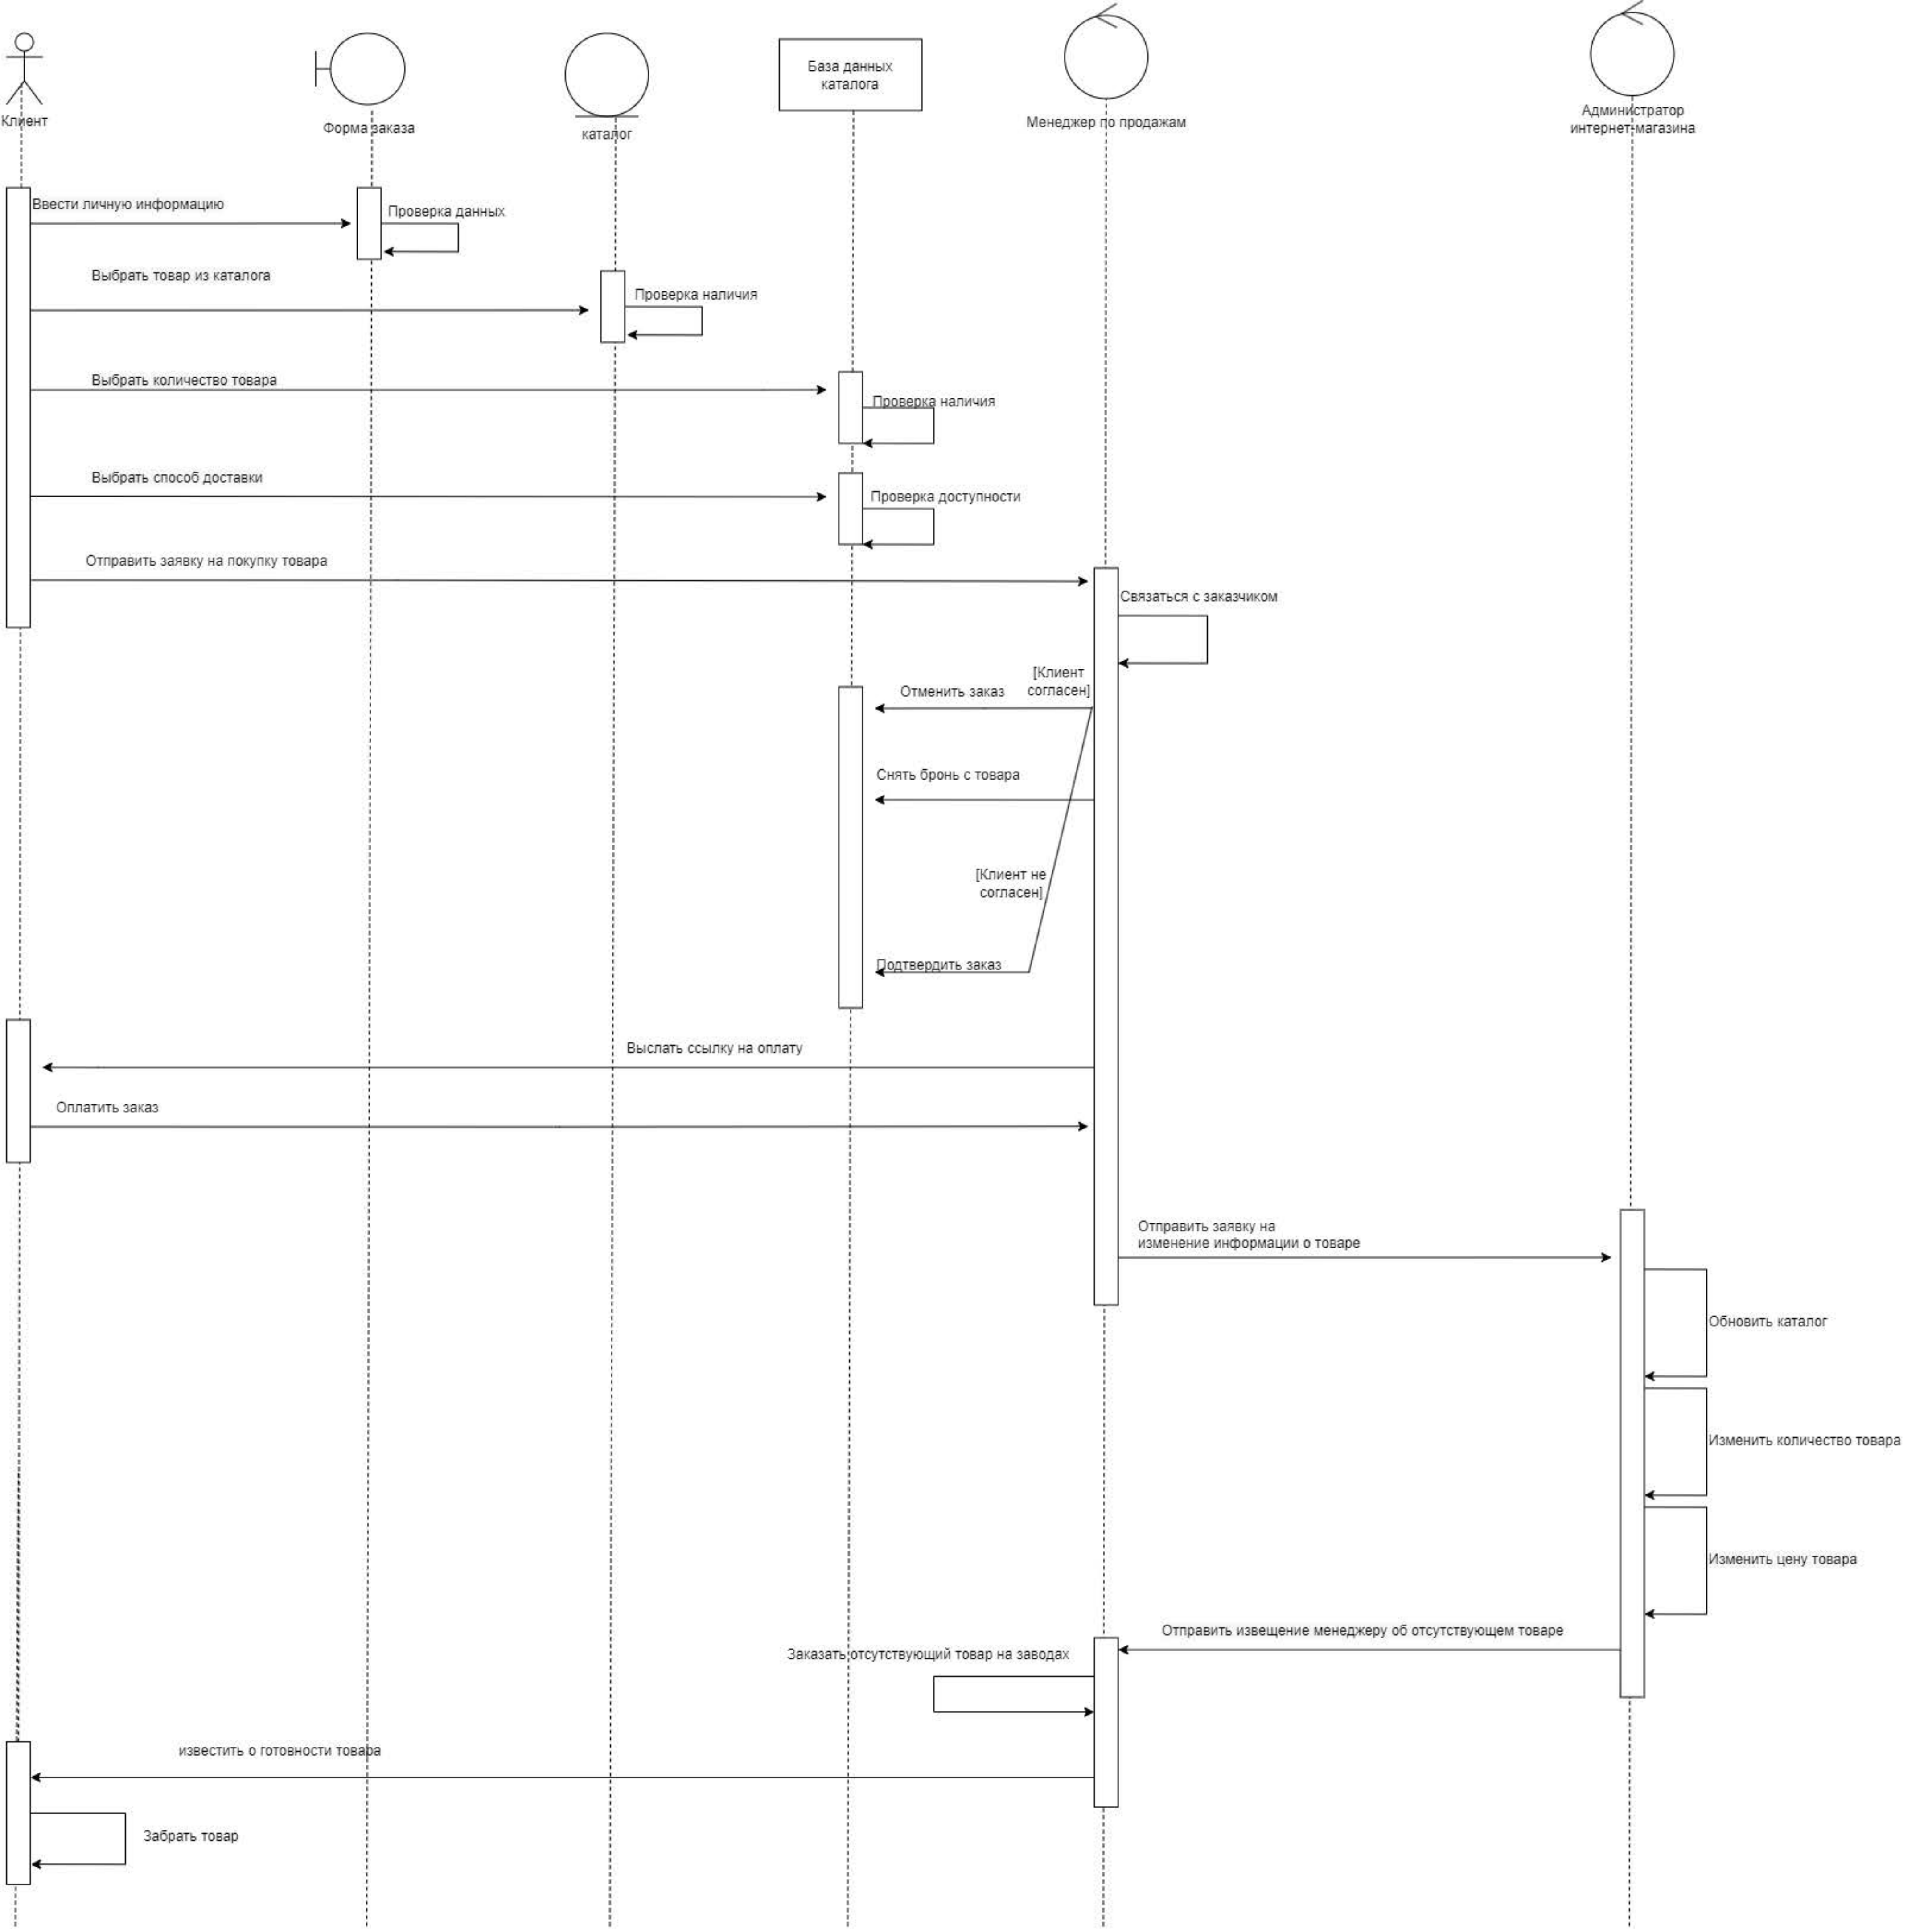 База данных
каталога
Клиент
Форма заказа
каталог
Менеджер по продажам
Администратор
интернет-магазина
Ввести личную информацию
Проверка данных
Выбрать товар из каталога
Проверка наличия
Выбрать количество товара
Проверка наличия
Выбрать способ доставки
Проверка доступности
Отправить заявку на покупку товара
Связаться с заказчиком
[Клиент
согласен]
Отменить заказ
Снять бронь с товара
[Клиент не
согласен]
Подтвердить заказ
Выслать ссылку на оплату
Оплатить заказ
Отправить заявку на
изменение информации о товаре
Обновить каталог
Изменить количество товара
Изменить цену товара
Отправить извещение менеджеру об отсутствующем товаре
Заказать отсутствующий товар на заводах
известить о готовности товара
Забрать товар